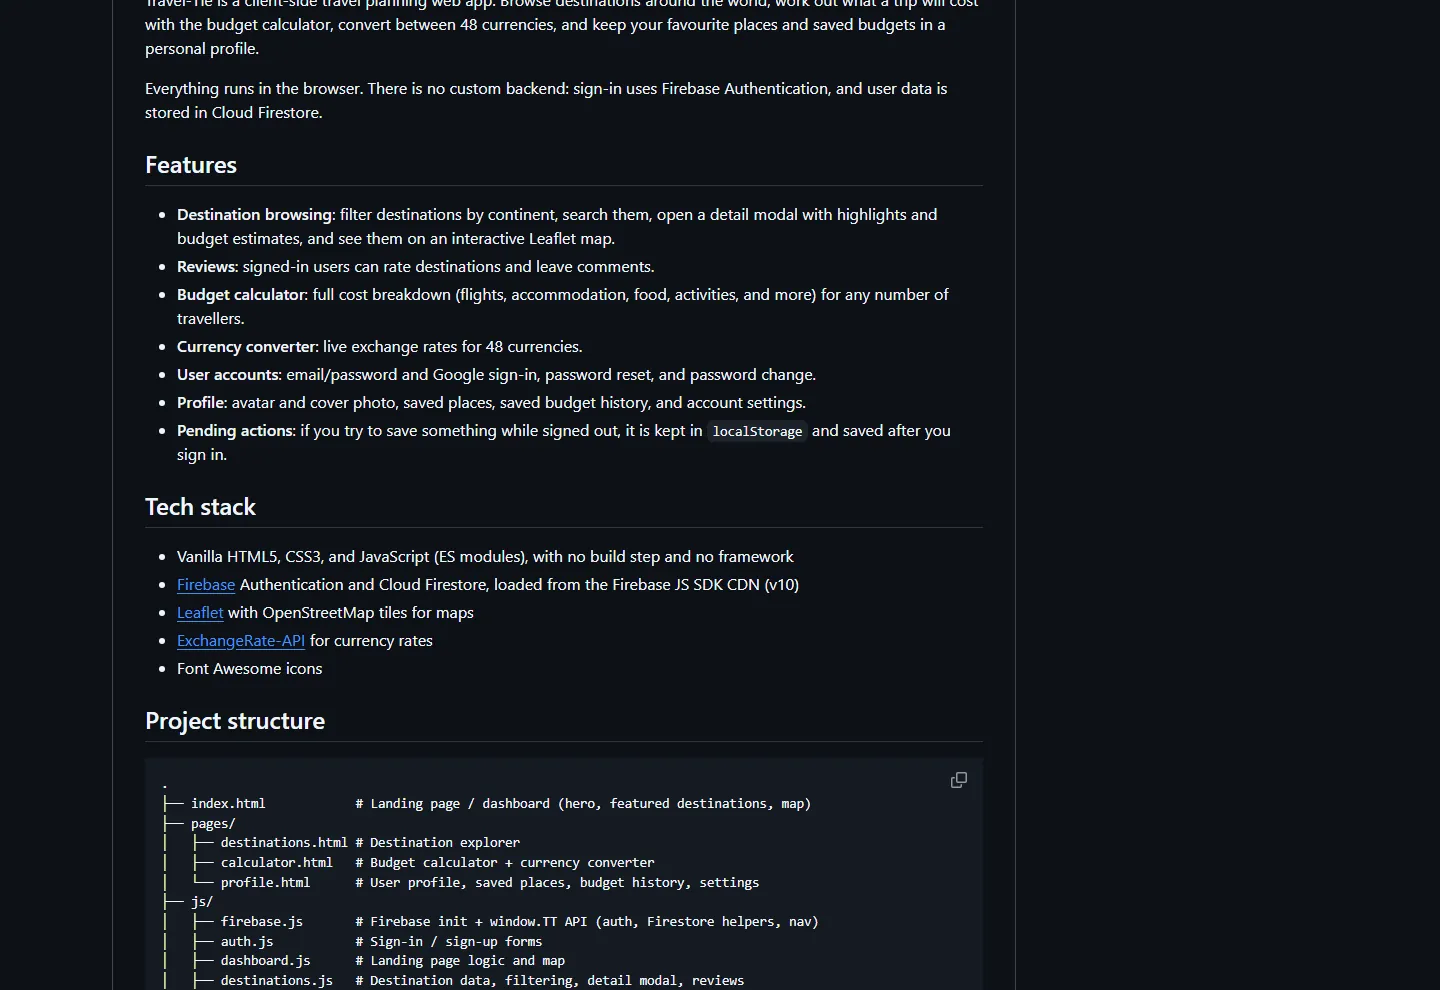 Travel-Tie is a client-side travel planning web app. Browse destinations around the world, work out what a trip will cost
with the budget calculator, convert between 48 currencies, and keep your favourite places and saved budgets in a
personal profile.
Everything runs in the browser. There is no custom backend: sign-in uses Firebase Authentication, and user data is
stored in Cloud Firestore.
Features
• Destination browsing: filter destinations by continent, search them, open a detail modal with highlights and
budget estimates, and see them on an interactive Leaflet map.
• Reviews: signed-in users can rate destinations and leave comments.
• Budget calculator: full cost breakdown (flights, accommodation, food, activities, and more) for any number of
travellers.
• Currency converter: live exchange rates for 48 currencies.
• User accounts: email/password and Google sign-in, password reset, and password change.
• Profile: avatar and cover photo, saved places, saved budget history, and account settings.
• Pending actions: if you try to save something while signed out, it is kept in localStorage and saved after you
sign in.
Tech stack
• Vanilla HTML5, CSS3, and JavaScript (ES modules), with no build step and no framework
• Firebase Authentication and Cloud Firestore, loaded from the Firebase JS SDK CDN (v10)
• Leaflet with OpenStreetMap tiles for maps
• ExchangeRate-API for currency rates
• Font Awesome icons
Project structure
.
├── index.html            # Landing page / dashboard (hero, featured destinations, map)
├── pages/
│   ├── destinations.html # Destination explorer
│   ├── calculator.html   # Budget calculator + currency converter
│   └── profile.html      # User profile, saved places, budget history, settings
├── js/
│   ├── firebase.js       # Firebase init + window.TT API (auth, Firestore helpers, nav)
│   ├── auth.js           # Sign-in / sign-up forms
│   ├── dashboard.js      # Landing page logic and map
│   ├── destinations.js   # Destination data, filtering, detail modal, reviews